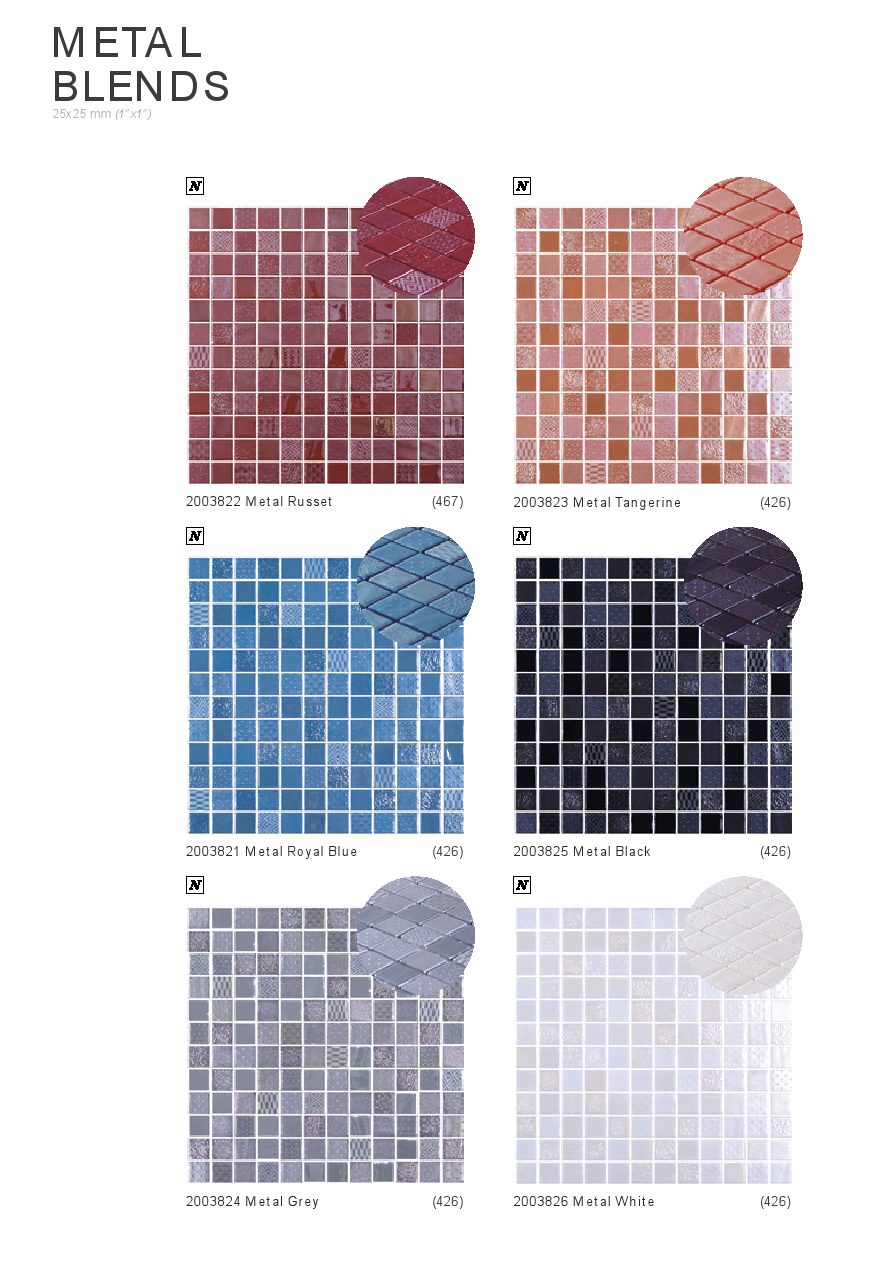 METAL
BLENDS
25x25 mm (1"x1")
N
N
2003822 Metal Russet (467)
2003823 Metal Tangerine (426)
N
N
2003821 Metal Royal Blue (426)
2003825 Metal Black (426)
N
N
2003824 Metal Grey (426)
2003826 Metal White (426)